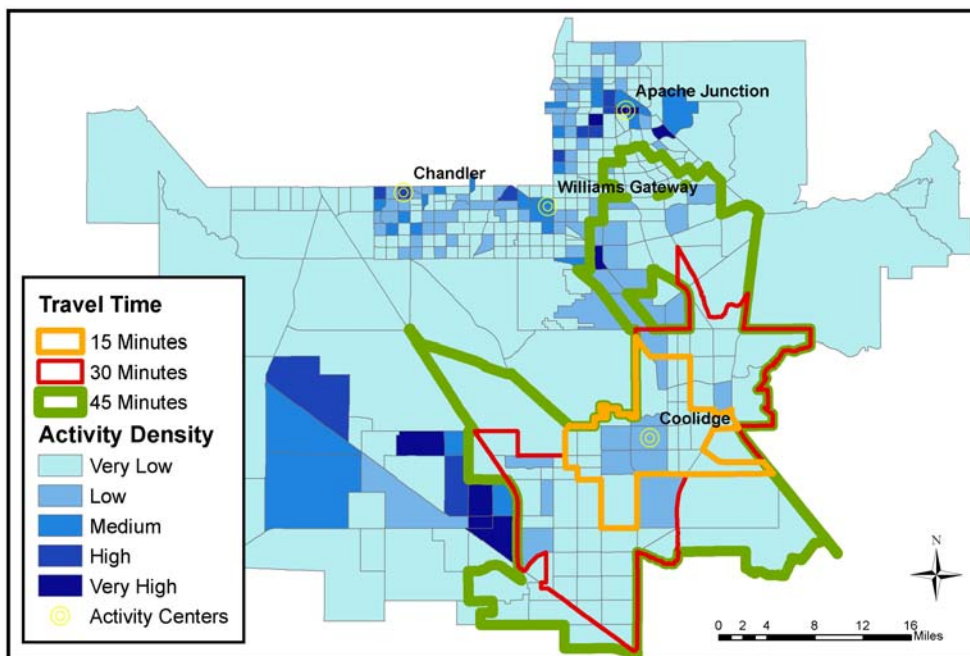 Apache Junction
Chandler
Williams Gateway
Coolidge
Travel Time
15 Minutes
30 Minutes
45 Minutes
Activity Density
Very Low
Low
Medium
High
Very High
Activity Centers
N
0 2 4 8 12 16
Miles